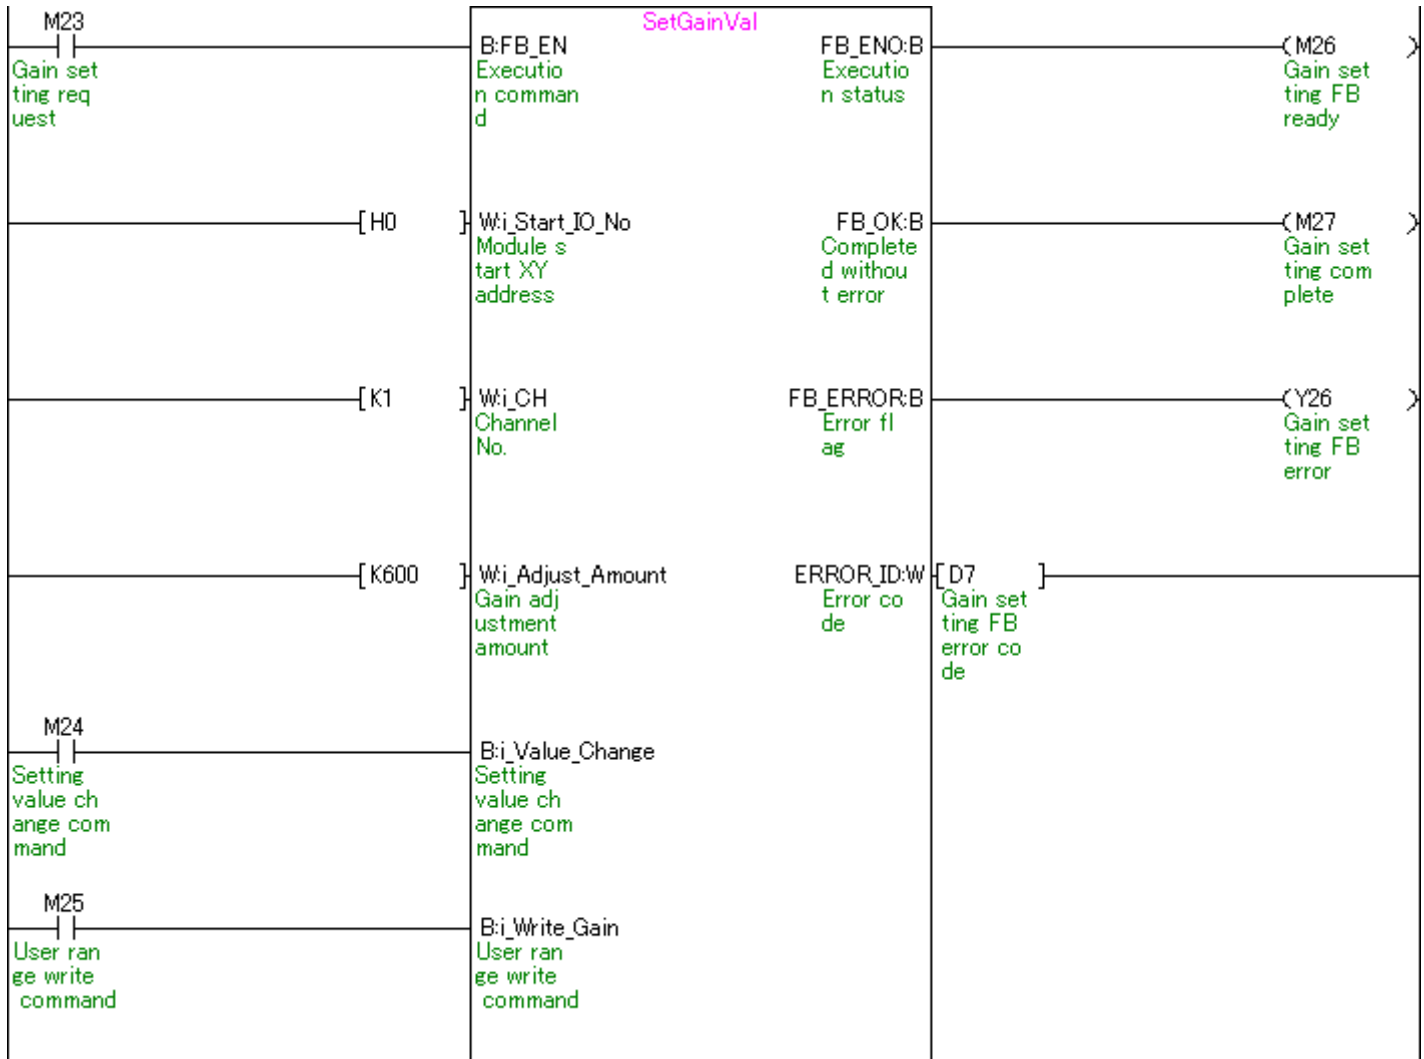 M23
SetGainVal
B:FB_EN
FB_ENO:B
(M26 )
Gain set
ting req
uest
Executio
n comman
d
Executio
n status
Gain set
ting FB
ready
[ H0 ]
W:i_Start_IO_No
FB_OK:B
(M27 )
Module s
tart XY
address
Complete
d withou
t error
Gain set
ting com
plete
[ K1 ]
W:i_CH
FB_ERROR:B
(Y26 )
Channel
No.
Error fl
ag
Gain set
ting FB
error
[ K600 ]
W:i_Adjust_Amount
ERROR_ID:W
[ D7 ]
Gain adj
ustment
amount
Error co
de
Gain set
ting FB
error co
de
M24
B:i_Value_Change
Setting
value ch
ange com
mand
Setting
value ch
ange com
mand
M25
B:i_Write_Gain
User ran
ge write
command
User ran
ge write
command